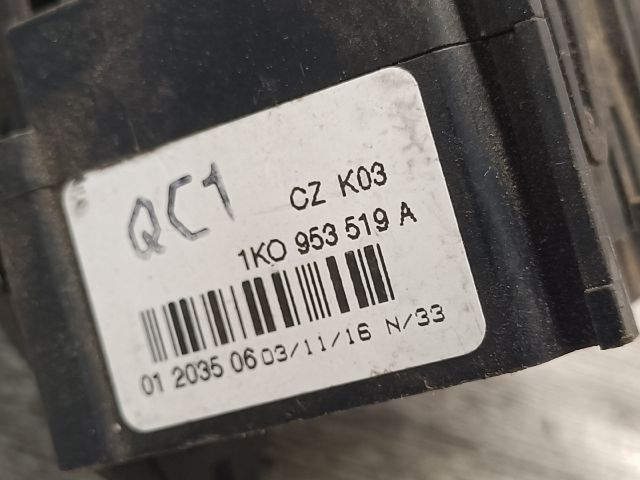 QC1
CZ K03
1K0 953 519 A
01 2035 06 03/11/16 N/33